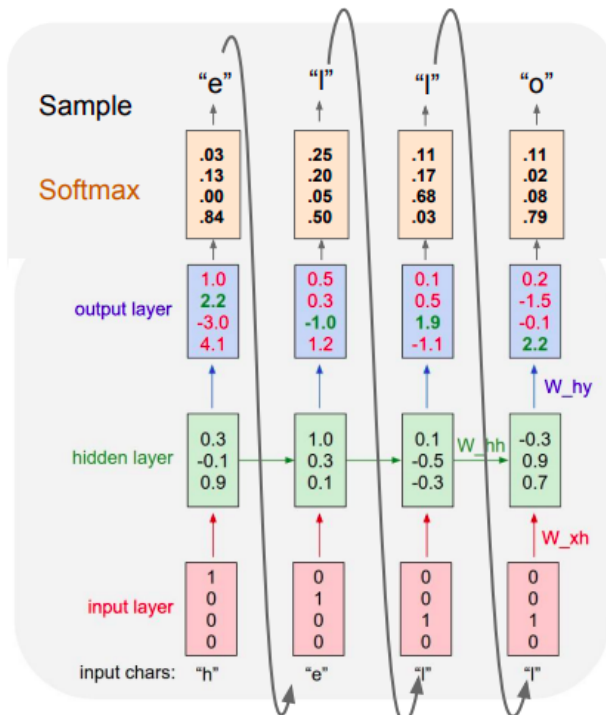 “e” “l” “l” “o”
Sample
Softmax
.03 .25 .11 .11
.13 .20 .17 .02
.00 .05 .68 .08
.84 .50 .03 .79
output layer
1.0 0.5 0.1 0.2
2.2 0.3 0.5 -1.5
-3.0 -1.0 1.9 -0.1
4.1 1.2 -1.1 2.2
W_hy
hidden layer
0.3 1.0 0.1 -0.3
-0.1 0.3 -0.5 0.9
0.9 0.1 -0.3 0.7
W_hh
W_xh
input layer
1 0 0 0
0 1 0 0
0 0 1 1
0 0 0 0
input chars: “h” “e” “l” “l”